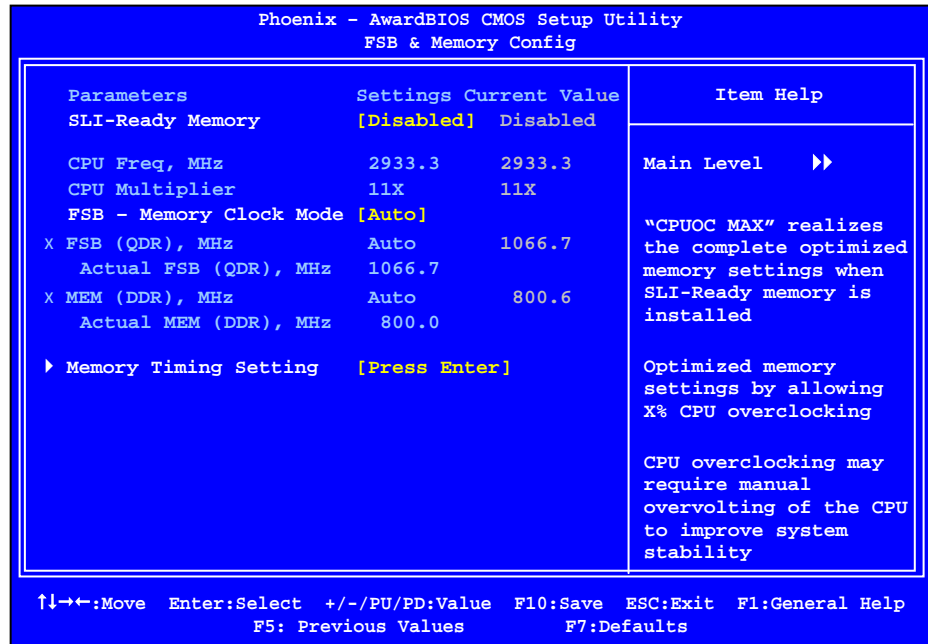 Phoenix – AwardBIOS CMOS Setup Utility
FSB & Memory Config
Parameters Settings Current Value
SLI-Ready Memory [Disabled] Disabled
CPU Freq, MHz 2933.3 2933.3
CPU Multiplier 11X 11X
FSB – Memory Clock Mode [Auto]
X FSB (QDR), MHz Auto 1066.7
Actual FSB (QDR), MHz 1066.7
X MEM (DDR), MHz Auto 800.6
Actual MEM (DDR), MHz 800.0
Memory Timing Setting [Press Enter]
Item Help
Main Level
“CPUOC MAX” realizes
the complete optimized
memory settings when
SLI-Ready memory is
installed
Optimized memory
settings by allowing
X% CPU overclocking
CPU overclocking may
require manual
overvolting of the CPU
to improve system
stability
↑↓→←:Move Enter:Select +/-/PU/PD:Value F10:Save ESC:Exit F1:General Help
F5: Previous Values F7:Defaults